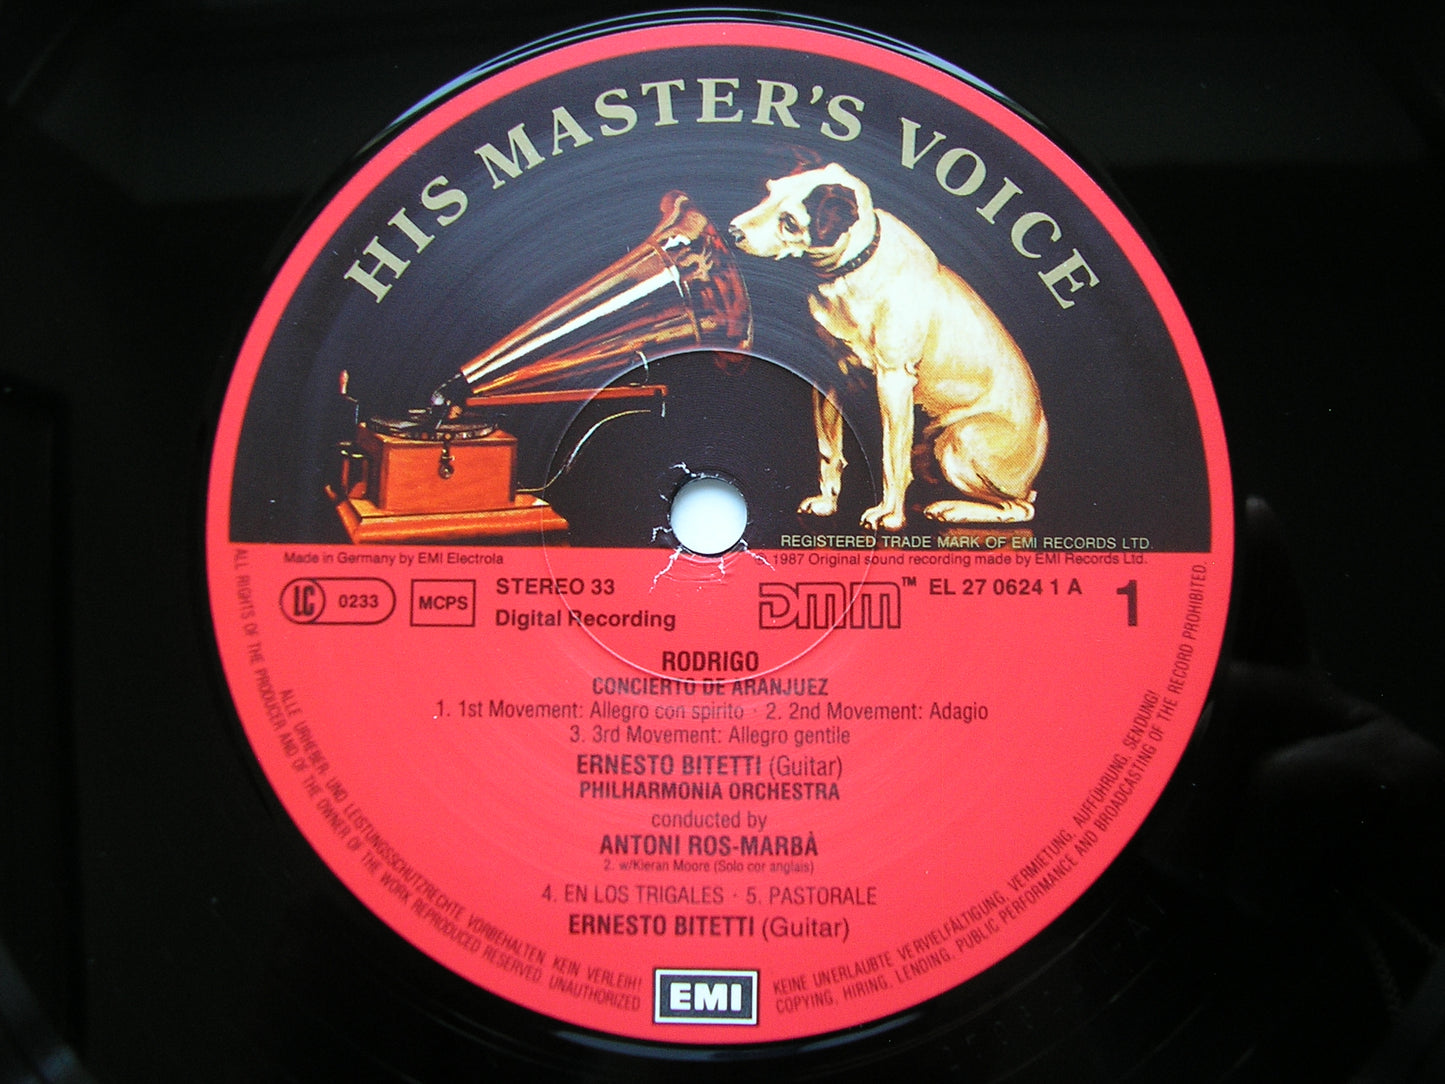 HIS MASTER'S VOICE
REGISTERED TRADE MARK OF EMI RECORDS LTD.
Made in Germany by EMI Electrola
1987 Original sound recording made by EMI Records Ltd.
LC 0233
MCPS
STEREO 33
Digital Recording
DMM™
EL 27 0624 1 A
1
RODRIGO
CONCIERTO DE ARANJUEZ
1. 1st Movement: Allegro con spirito · 2. 2nd Movement: Adagio
3. 3rd Movement: Allegro gentile
ERNESTO BITETTI (Guitar)
PHILHARMONIA ORCHESTRA
conducted by
ANTONI ROS-MARBÀ
2. w/Kieran Moore (Solo cor anglais)
4. EN LOS TRIGALES · 5. PASTORALE
ERNESTO BITETTI (Guitar)
ALLE URHEBER- UND LEISTUNGSSCHUTZRECHTE VORBEHALTEN. KEIN VERLEIH!
KEINE UNERLAUBTE VERVIELFÄLTIGUNG, VERMIETUNG, AUFFÜHRUNG, SENDUNG!
ALL RIGHTS OF THE PRODUCER AND OF THE OWNER OF THE WORK REPRODUCED RESERVED. UNAUTHORIZED
COPYING, HIRING, LENDING, PUBLIC PERFORMANCE AND BROADCASTING OF THE RECORD PROHIBITED.
EMI